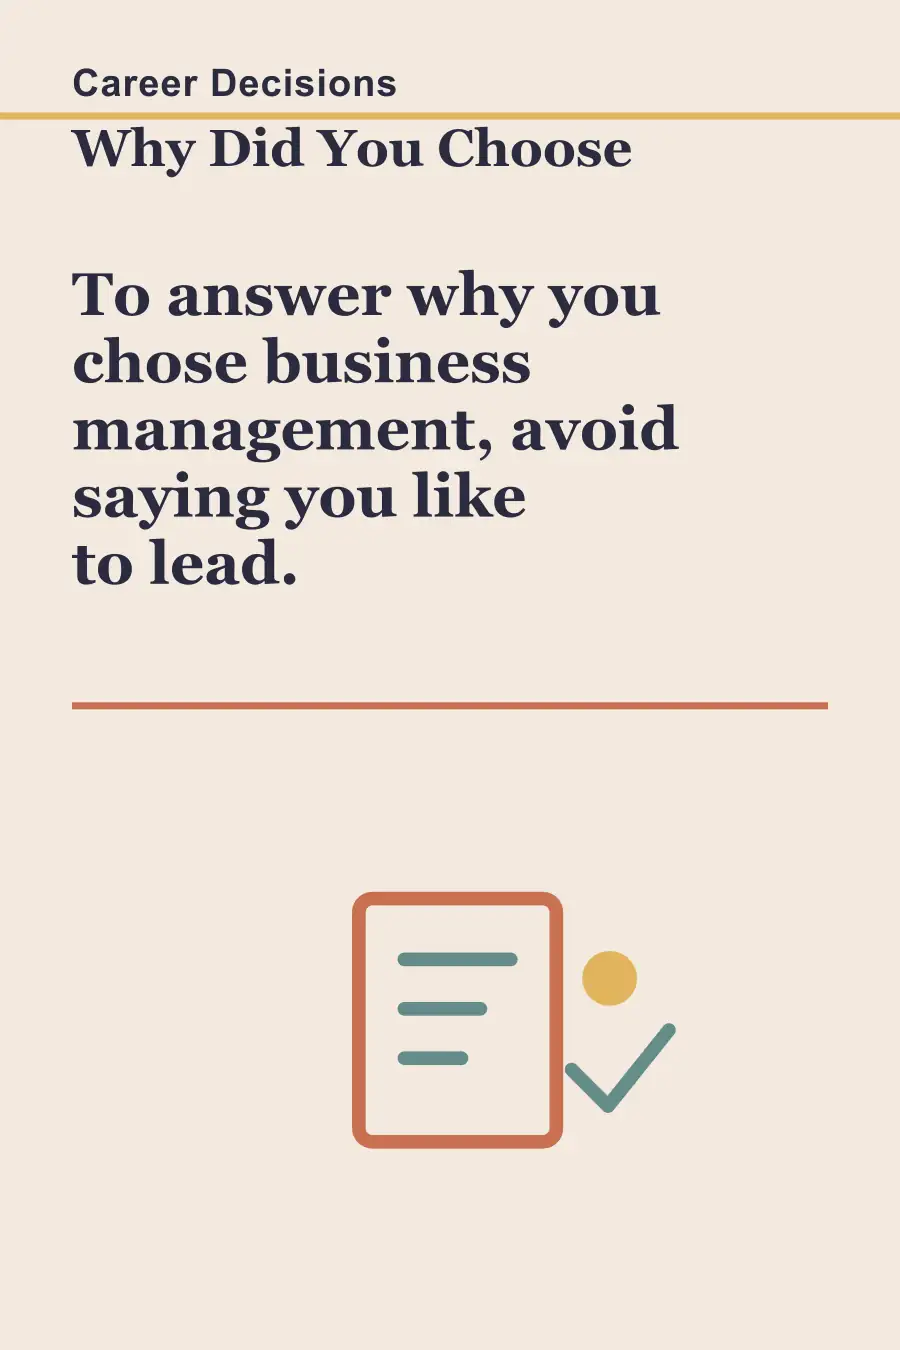 Career Decisions
Why Did You Choose
To answer why you
chose business
management, avoid
saying you like
to lead.